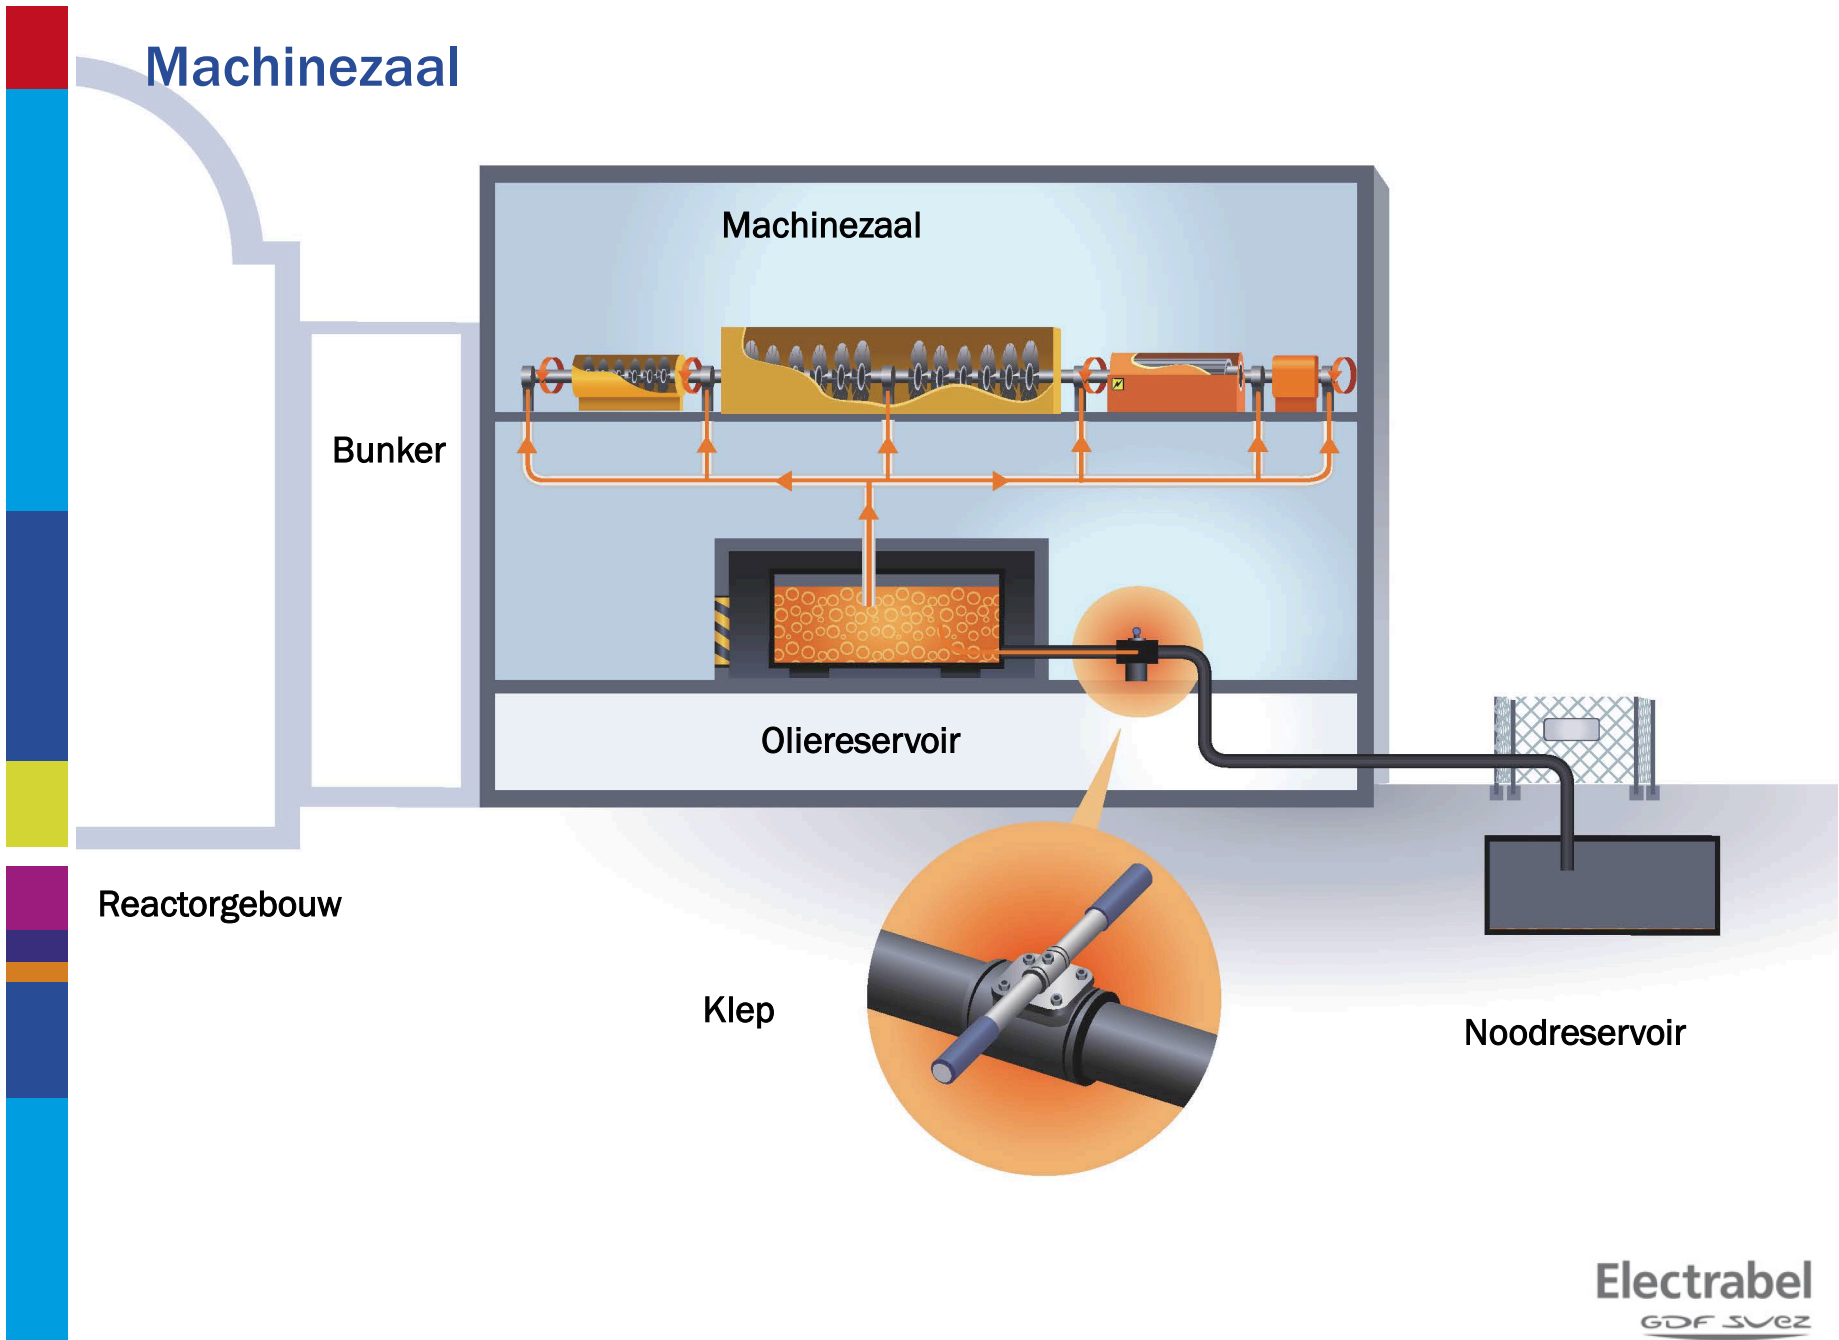 Machinezaal
Machinezaal
Bunker
Oliereservoir
Reactorgebouw
Klep
Noodreservoir
Electrabel
GDF SUEZ